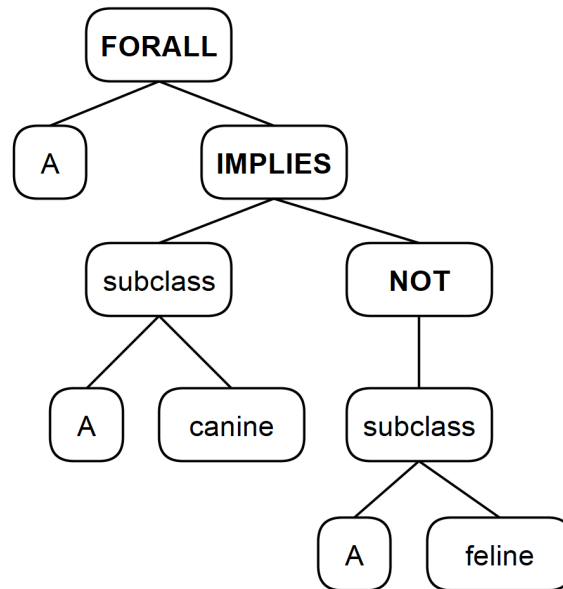 FORALL
A
IMPLIES
subclass
NOT
A
canine
subclass
A
feline